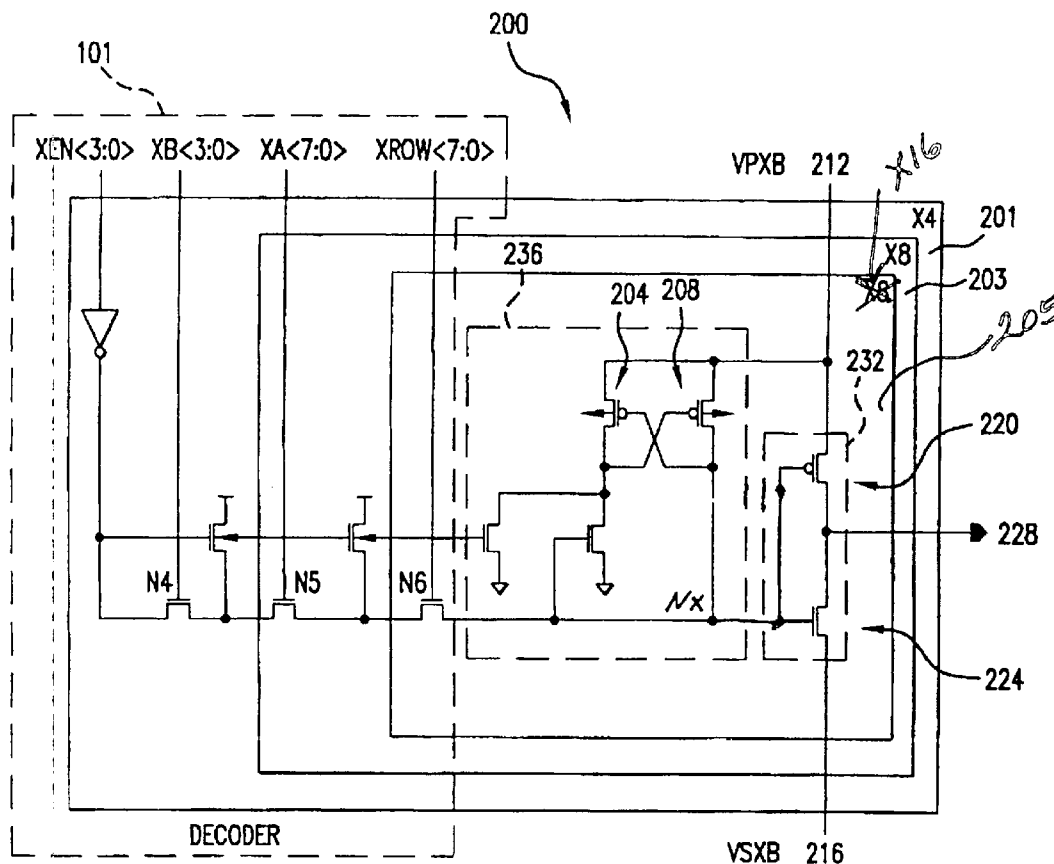 200
101
XEN<3:0> XB<3:0> XA<7:0> XROW<7:0>
VPXB 212
X16
X4
201
X8
203
X8
205
236
204
208
232
220
228
N4
N5
N6
NX
224
DECODER
VSXB 216